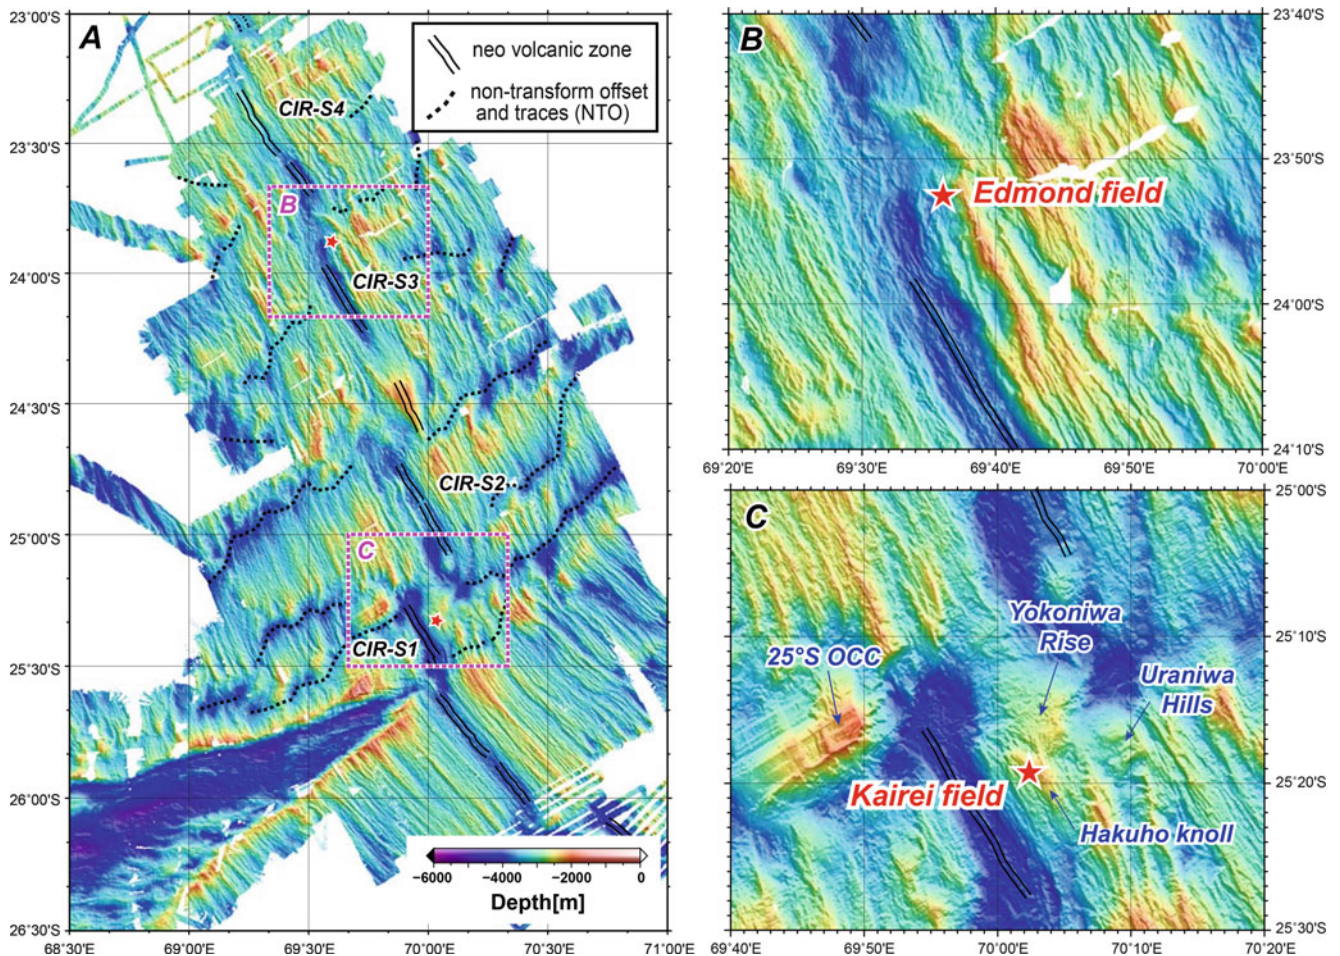 A
neo volcanic zone
non-transform offset
and traces (NTO)
CIR-S4
B
CIR-S3
CIR-S2
C
CIR-S1
23°00'S
23°30'S
24°00'S
24°30'S
25°00'S
25°30'S
26°00'S
26°30'S
68°30'E
69°00'E
69°30'E
70°00'E
70°30'E
71°00'E
−6000
−4000
−2000
0
Depth[m]
B
Edmond field
23°40'S
23°50'S
24°00'S
24°10'S
69°20'E
69°30'E
69°40'E
69°50'E
70°00'E
C
Yokoniwa
Rise
25°S OCC
Uraniwa
Hills
Kairei field
Hakuho knoll
25°00'S
25°10'S
25°20'S
25°30'S
69°40'E
69°50'E
70°00'E
70°10'E
70°20'E